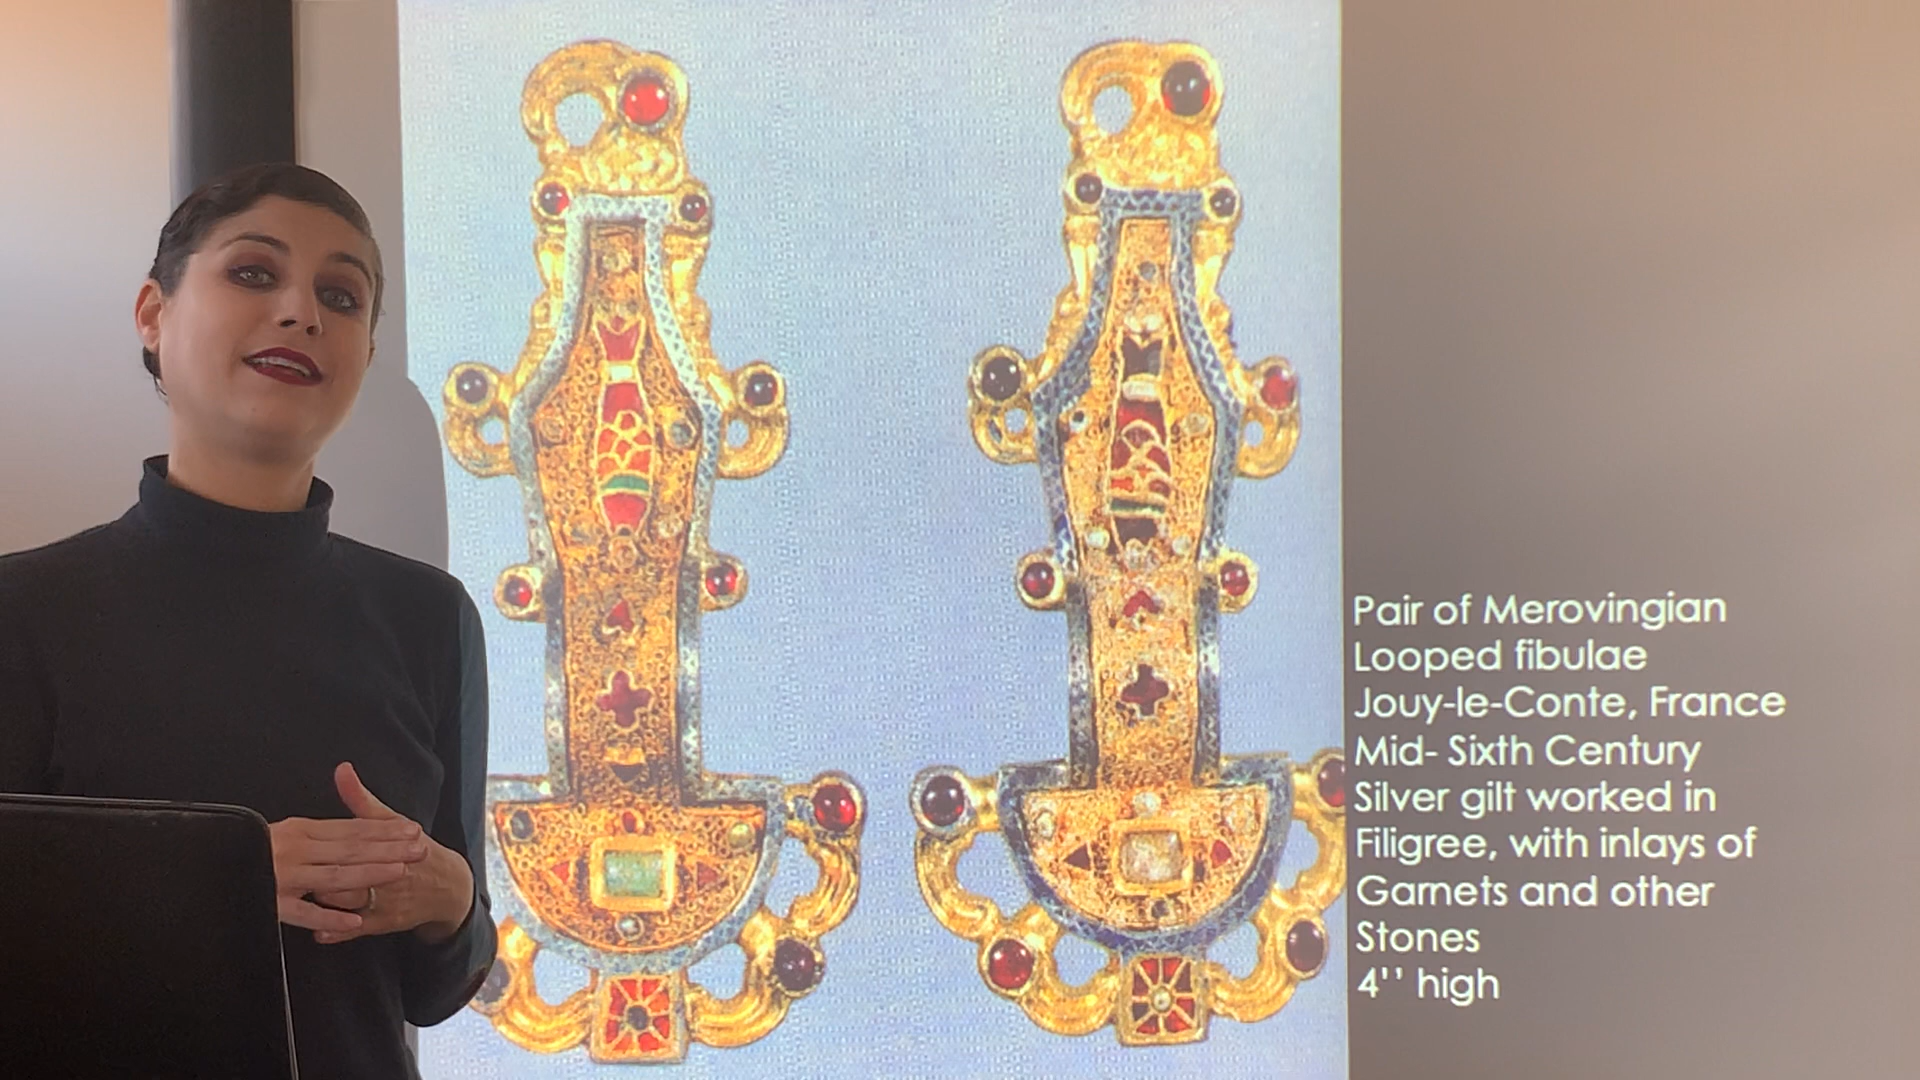 Pair of Merovingian
Looped fibulae
Jouy-le-Conte, France
Mid- Sixth Century
Silver gilt worked in
Filigree, with inlays of
Garnets and other
Stones
4'' high